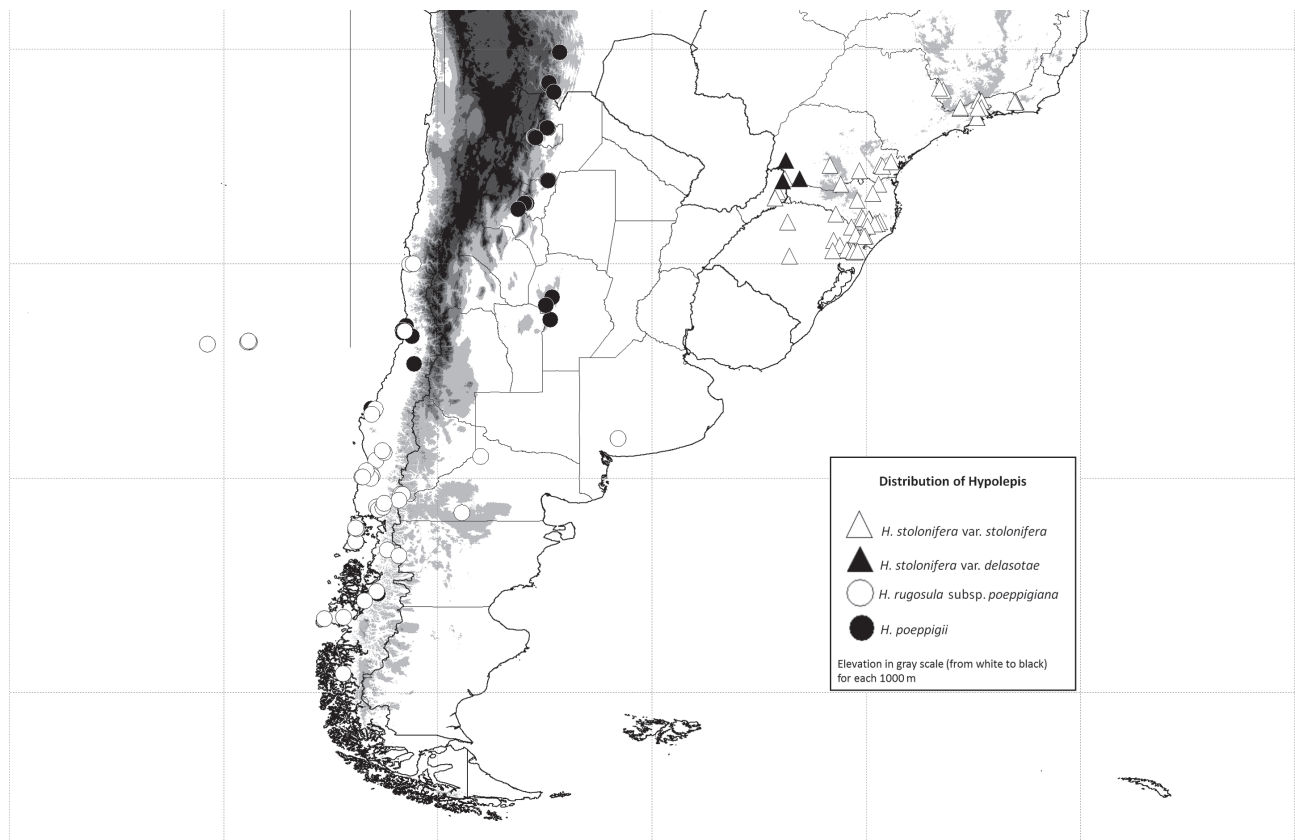 Distribution of Hypolepis
H. stolonifera var. stolonifera
H. stolonifera var. delasotae
H. rugosula subsp. poeppigiana
H. poeppigii
Elevation in gray scale (from white to black)
for each 1000 m